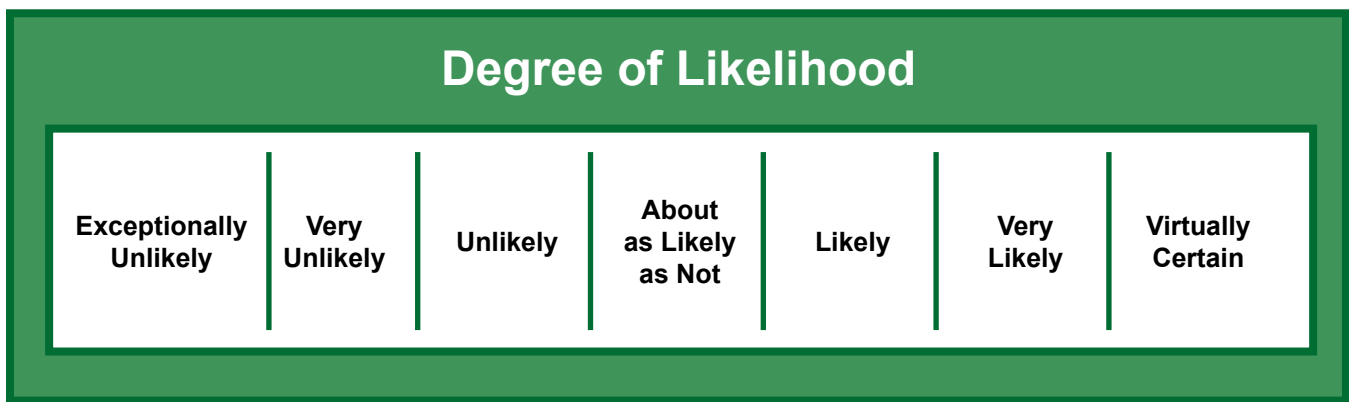 Degree of Likelihood
Exceptionally
Unlikely
Very
Unlikely
Unlikely
About
as Likely
as Not
Likely
Very
Likely
Virtually
Certain